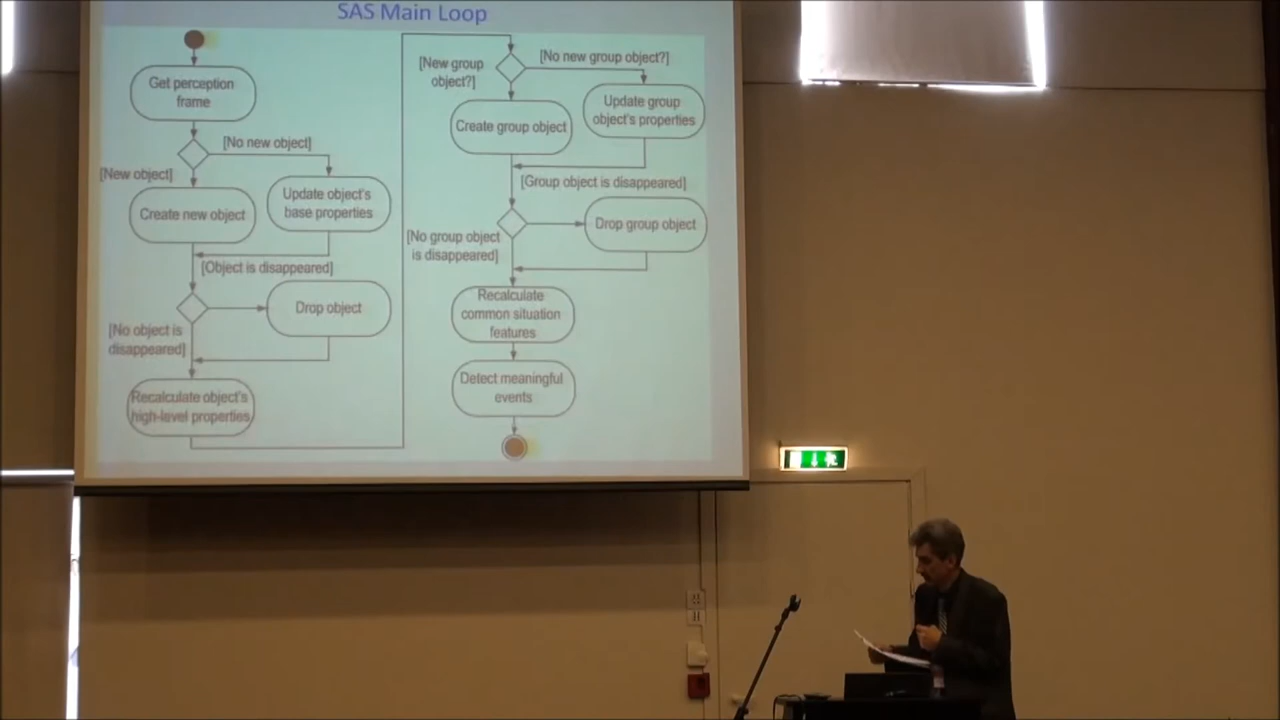 SAS Main Loop
Get perception
frame
[No new object]
[New object]
Create new object
Update object's
base properties
[Object is disappeared]
Drop object
[No object is
disappeared]
Recalculate object's
high-level properties
[New group
object?]
[No new group object?]
Create group object
Update group
object's properties
[Group object is disappeared]
Drop group object
[No group object
is disappeared]
Recalculate
common situation
features
Detect meaningful
events